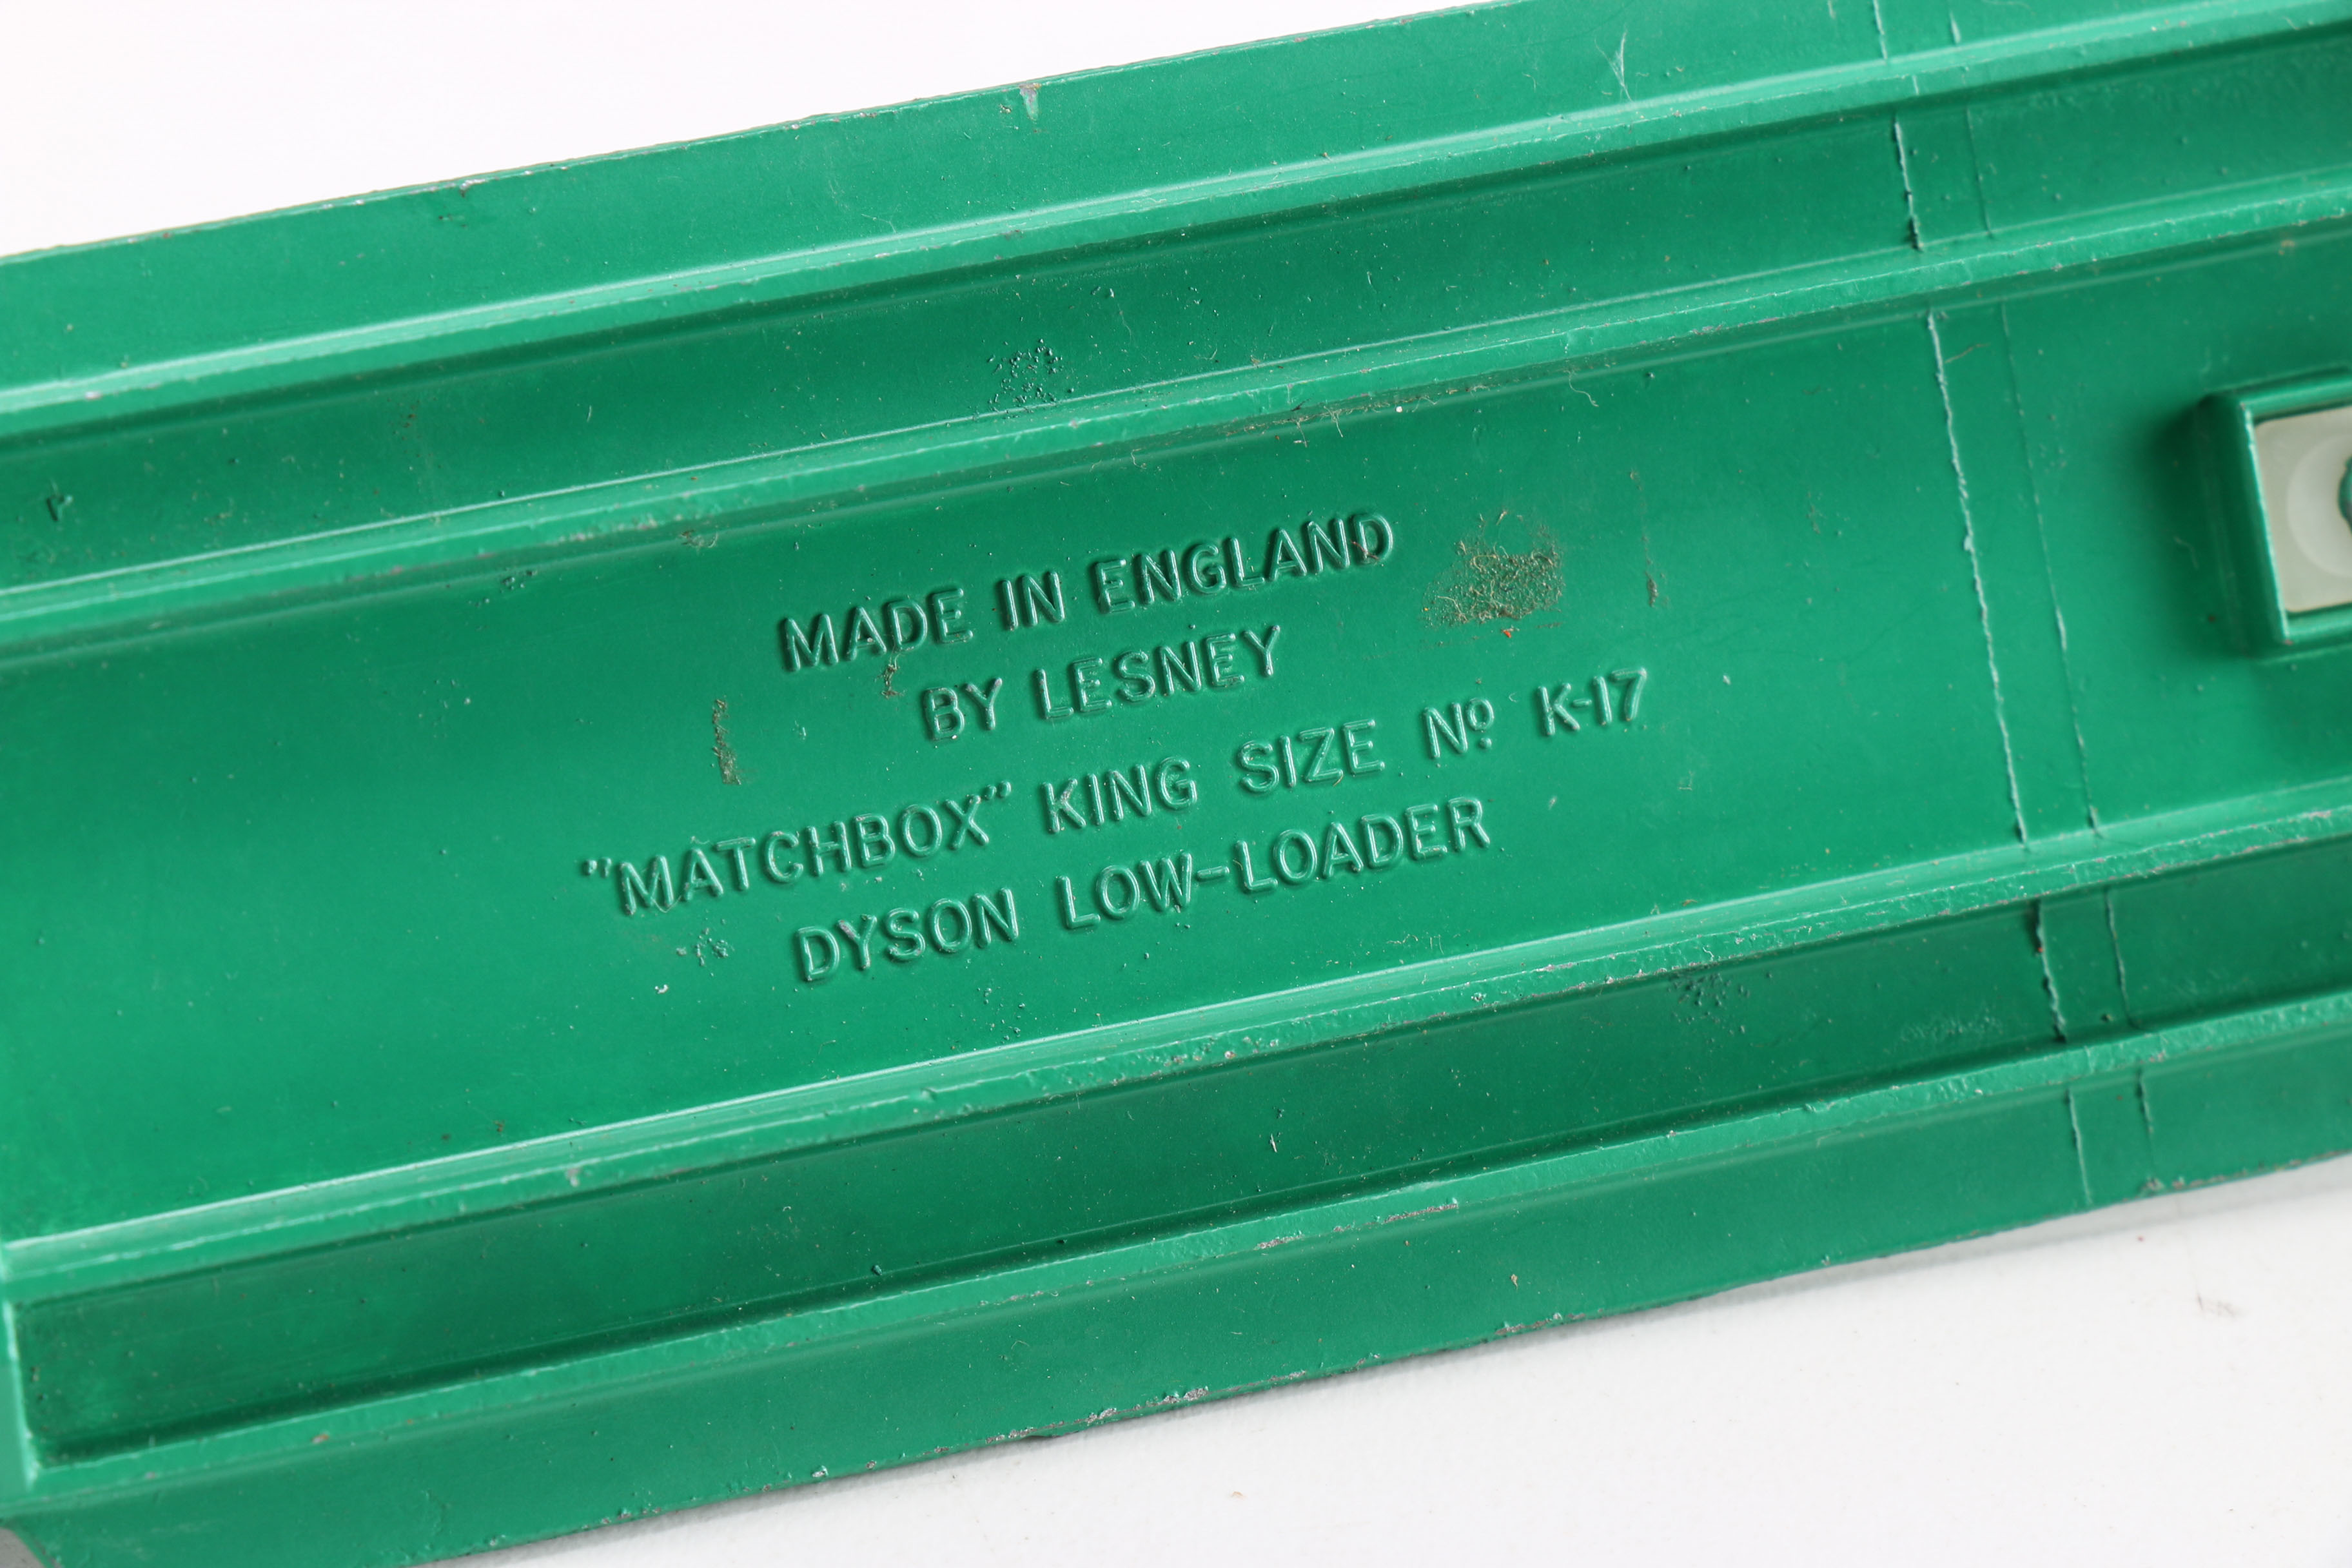 MADE IN ENGLAND
BY LESNEY
"MATCHBOX" KING SIZE Nº K-17
DYSON LOW-LOADER